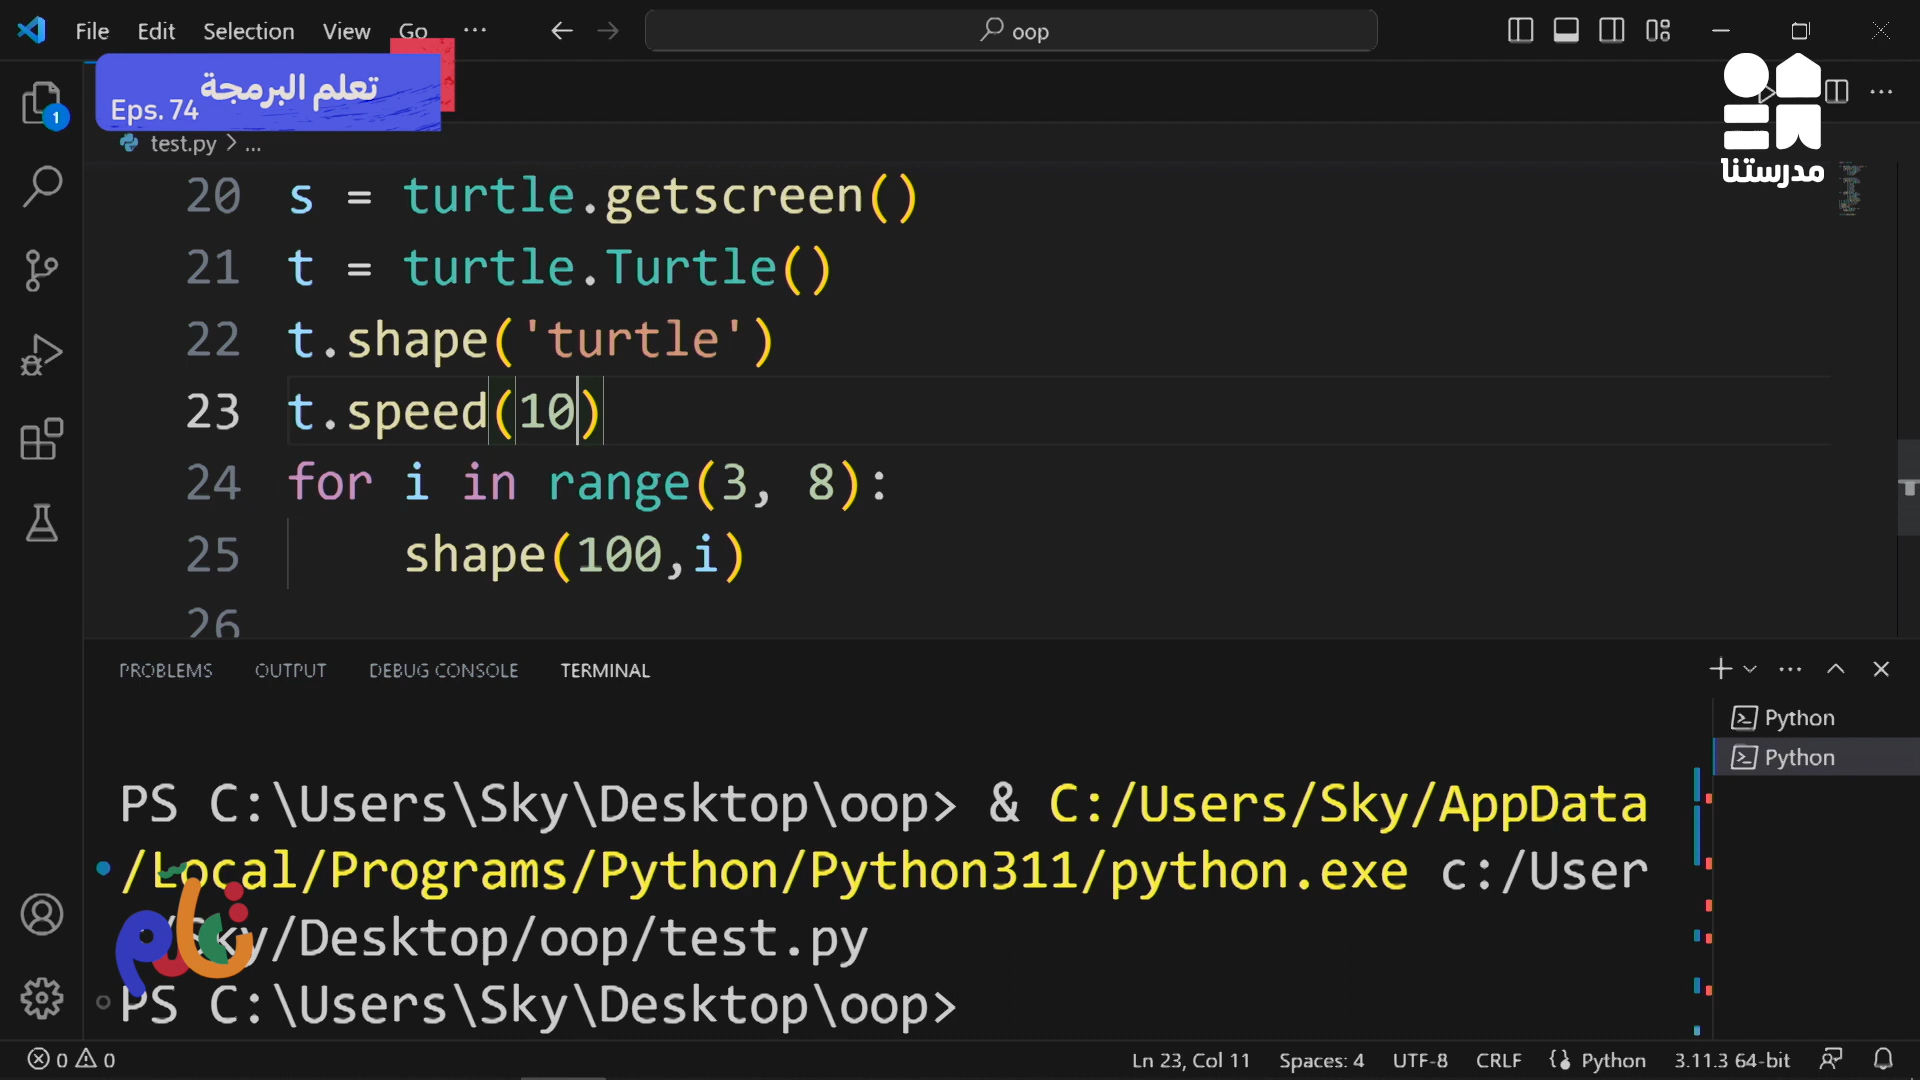 File Edit Selection View Go ...
oop
تعلم البرمجة
Eps. 74
مدرستنا
1
test.py > ...
20 s = turtle.getscreen()
21 t = turtle.Turtle()
22 t.shape('turtle')
23 t.speed(10)
24 for i in range(3, 8):
25 shape(100,i)
26
PROBLEMS OUTPUT DEBUG CONSOLE TERMINAL
Python
Python
PS C:\Users\Sky\Desktop\oop> & C:/Users/Sky/AppData
/Local/Programs/Python/Python311/python.exe c:/User
/Sky/Desktop/oop/test.py
PS C:\Users\Sky\Desktop\oop>
0 0 Ln 23, Col 11 Spaces: 4 UTF-8 CRLF Python 3.11.3 64-bit